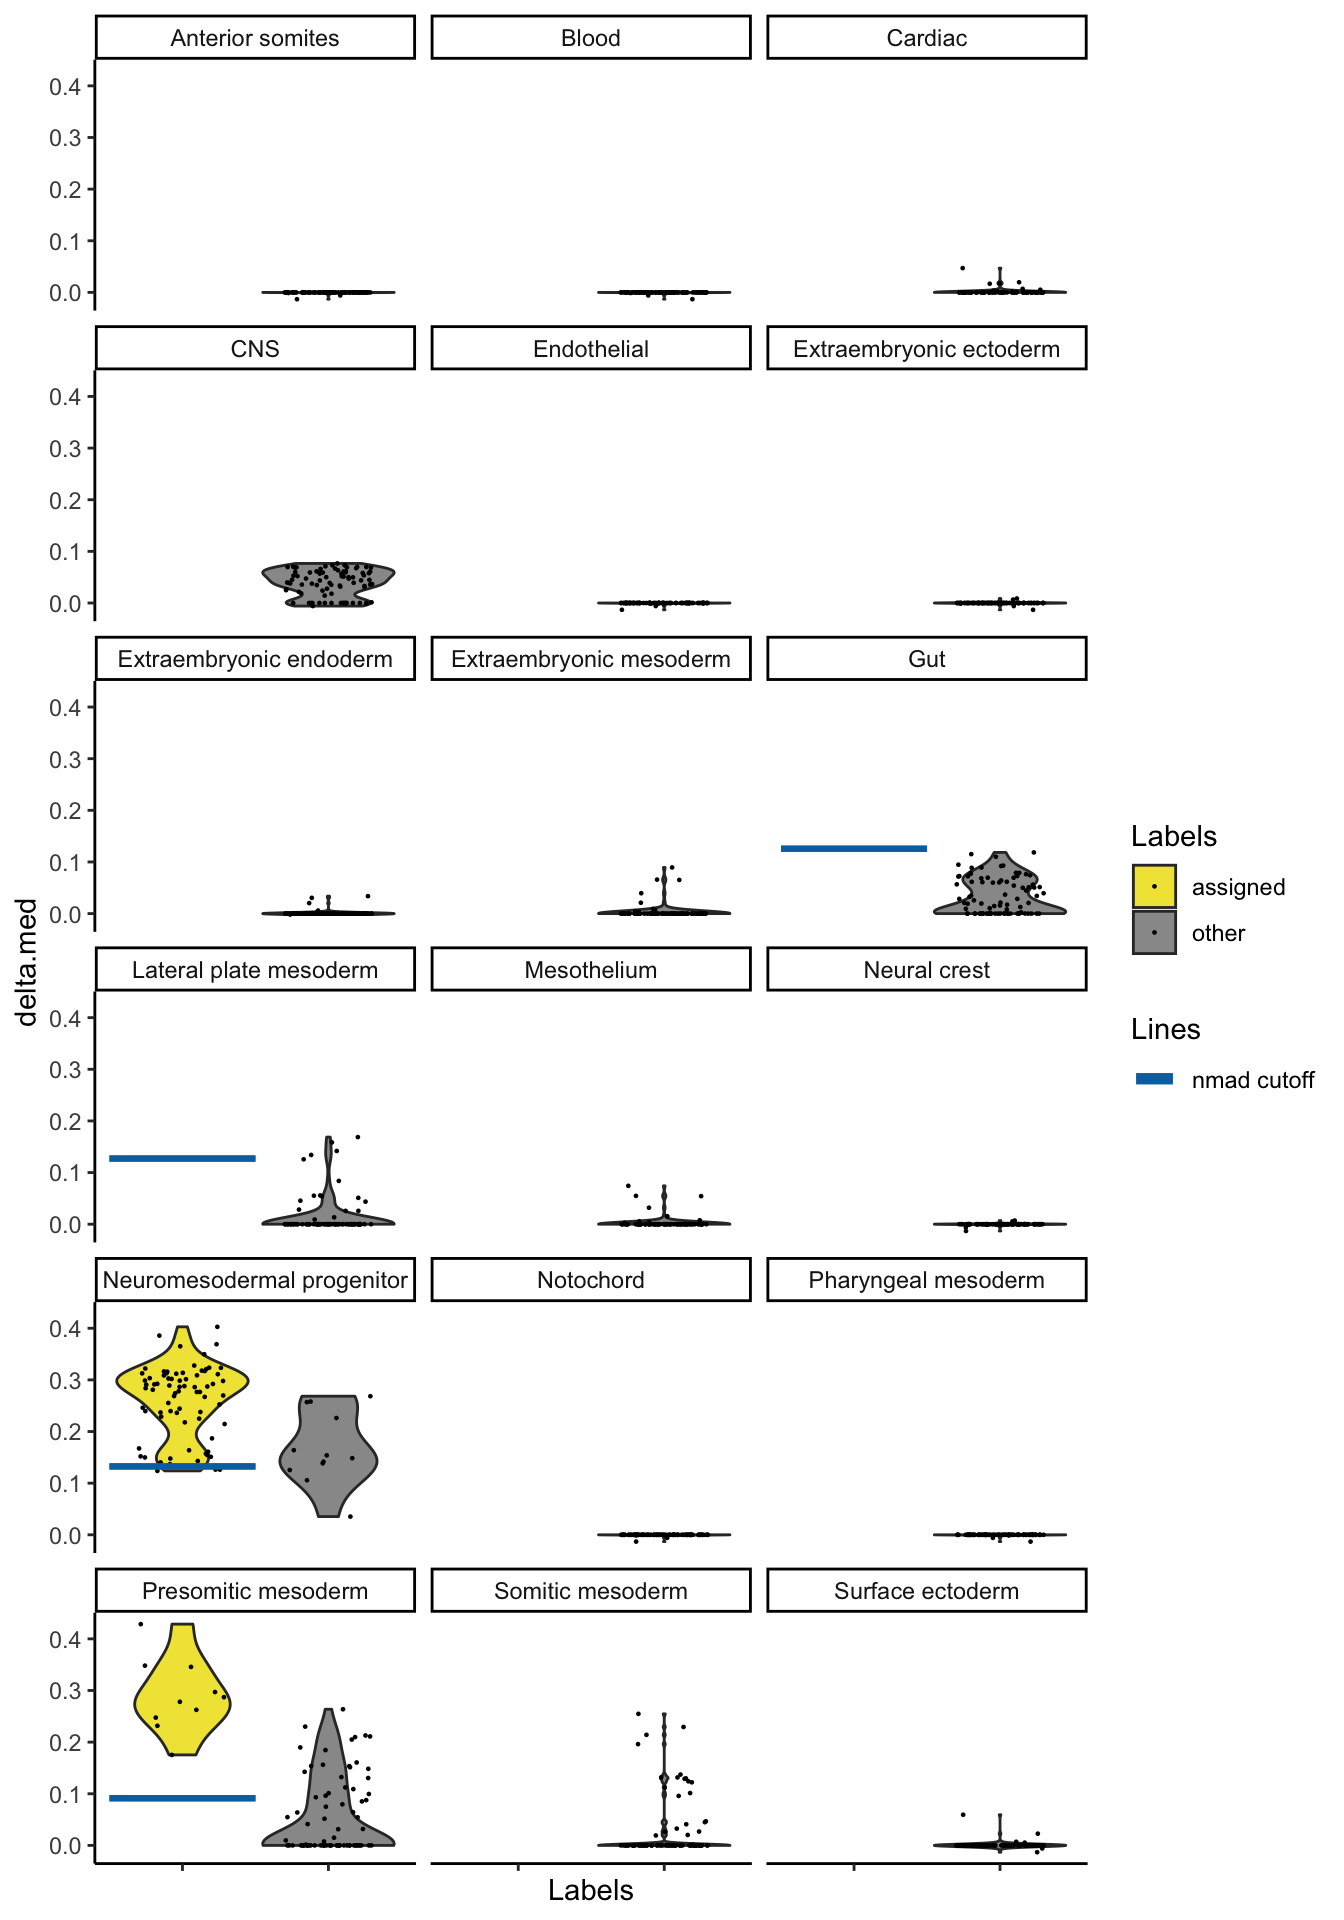 Anterior somites
Blood
Cardiac
0.4
0.3
0.2
0.1
0.0
CNS
Endothelial
Extraembryonic ectoderm
0.4
0.3
0.2
0.1
0.0
Extraembryonic endoderm
Extraembryonic mesoderm
Gut
0.4
0.3
0.2
0.1
0.0
Lateral plate mesoderm
Mesothelium
Neural crest
0.4
0.3
0.2
0.1
0.0
Neuromesodermal progenitor
Notochord
Pharyngeal mesoderm
0.4
0.3
0.2
0.1
0.0
Presomitic mesoderm
Somitic mesoderm
Surface ectoderm
0.4
0.3
0.2
0.1
0.0
delta.med
Labels
Labels
assigned
other
Lines
nmad cutoff